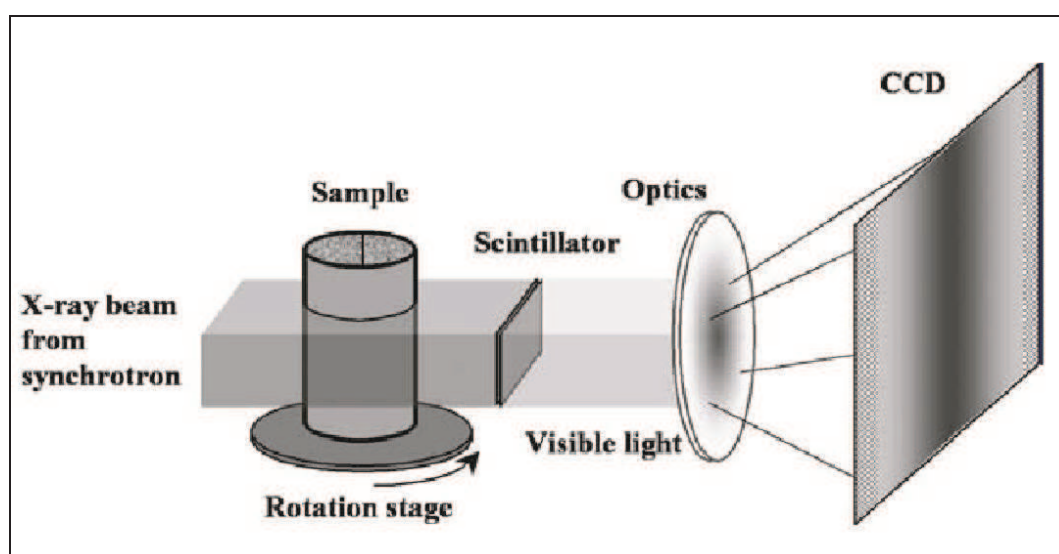 CCD
Sample
Optics
Scintillator
X-ray beam
from
synchrotron
Visible light
Rotation stage